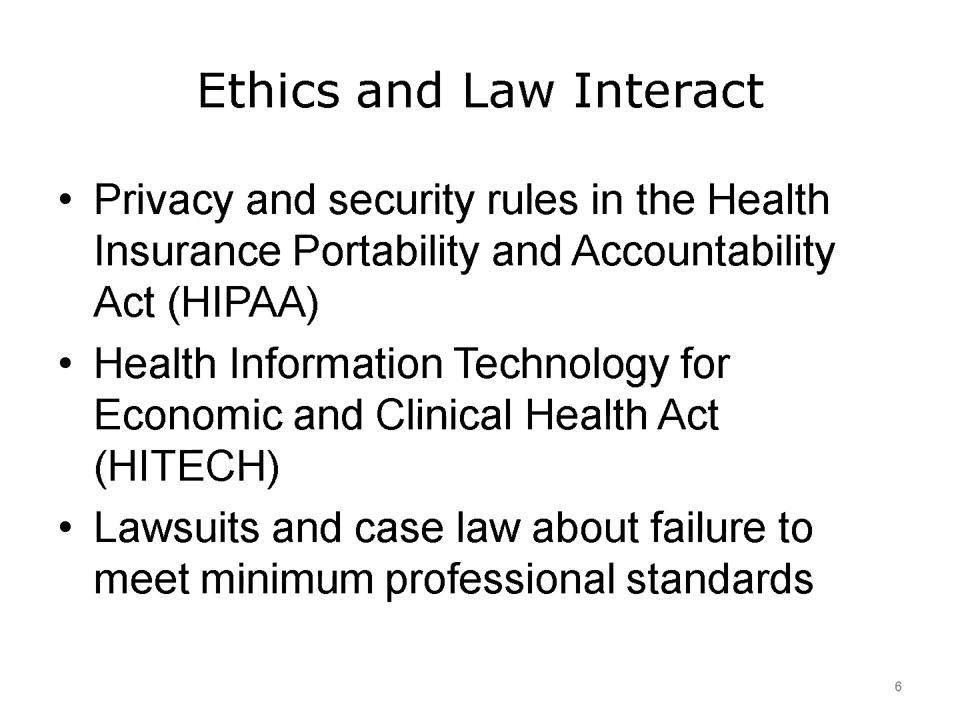 Ethics and Law Interact
• Privacy and security rules in the Health
Insurance Portability and Accountability
Act (HIPAA)
• Health Information Technology for
Economic and Clinical Health Act
(HITECH)
• Lawsuits and case law about failure to
meet minimum professional standards
6